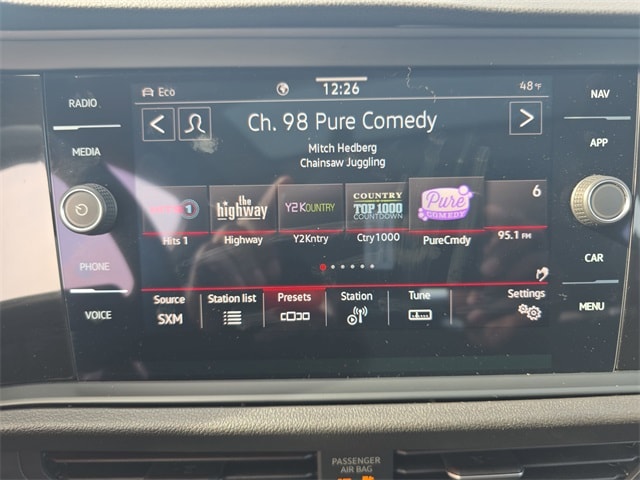 RADIO
MEDIA
PHONE
VOICE
Eco
12:26
48°F
Ch. 98 Pure Comedy
Mitch Hedberg
Chainsaw Juggling
1
the
highway
Y2KOUNTRY
COUNTRY
TOP 1000
COUNTDOWN
Pure
COMEDY
6
Hits 1
Highway
Y2Kntry
Ctry1000
PureCmdy
95.1 FM
Source
SXM
Station list
Presets
Station
Tune
Settings
NAV
APP
CAR
MENU
PASSENGER
AIR BAG